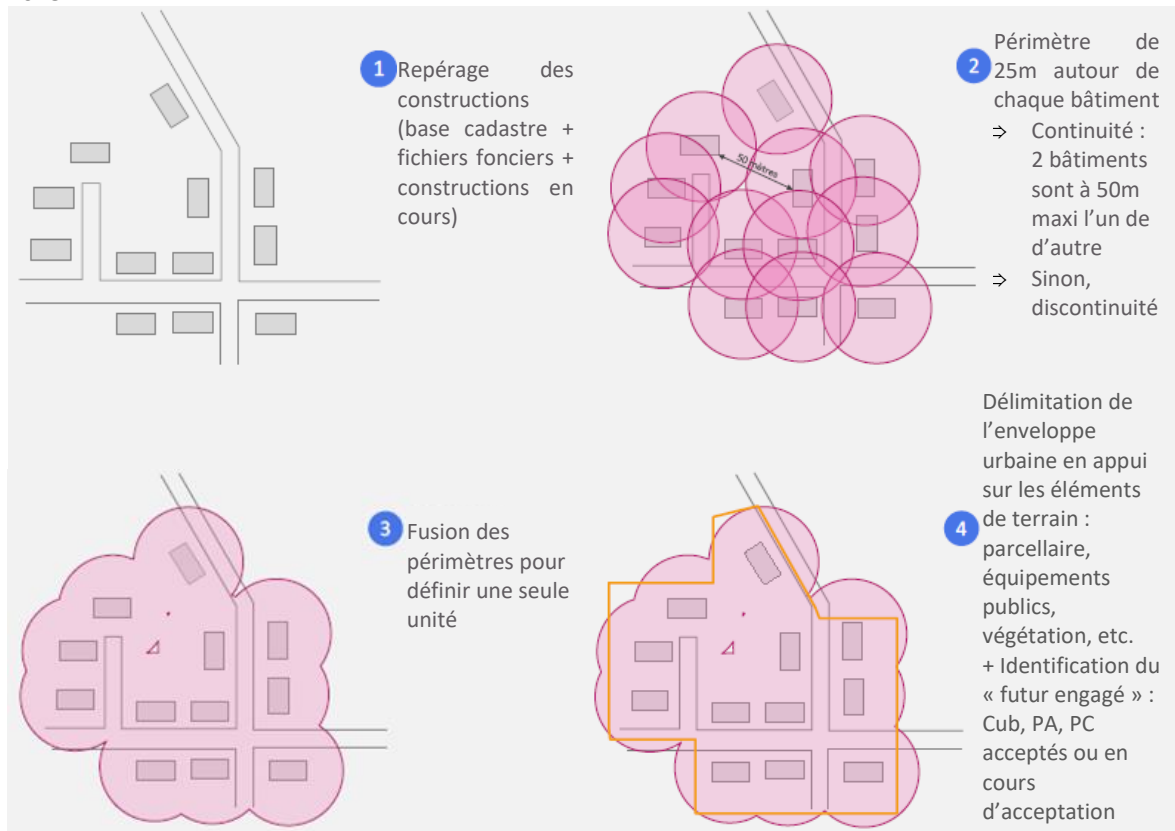 1
Repérage des
constructions
(base cadastre +
fichiers fonciers +
constructions en
cours)
50 mètres
2
Périmètre de
25m autour de
chaque bâtiment
⇒ Continuité :
2 bâtiments
sont à 50m
maxi l’un de
d’autre
⇒ Sinon,
discontinuité
3
Fusion des
périmètres pour
définir une seule
unité
4
Délimitation de
l’enveloppe
urbaine en appui
sur les éléments
de terrain :
parcellaire,
équipements
publics,
végétation, etc.
+ Identification du
« futur engagé » :
Cub, PA, PC
acceptés ou en
cours
d’acceptation